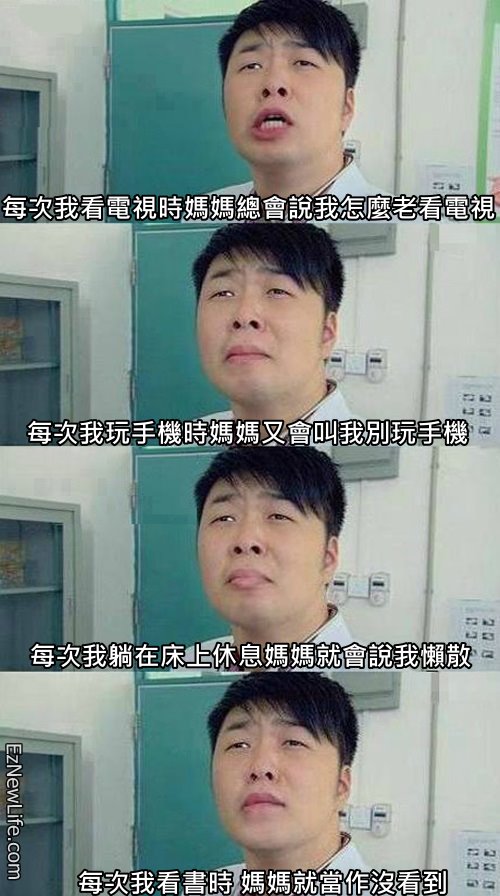 每次我看電視時媽媽總會說我怎麼老看電視
每次我玩手機時媽媽又會叫我別玩手機
每次我躺在床上休息媽媽就會說我懶散
EzNewLife.com
每次我看書時 媽媽就當作沒看到